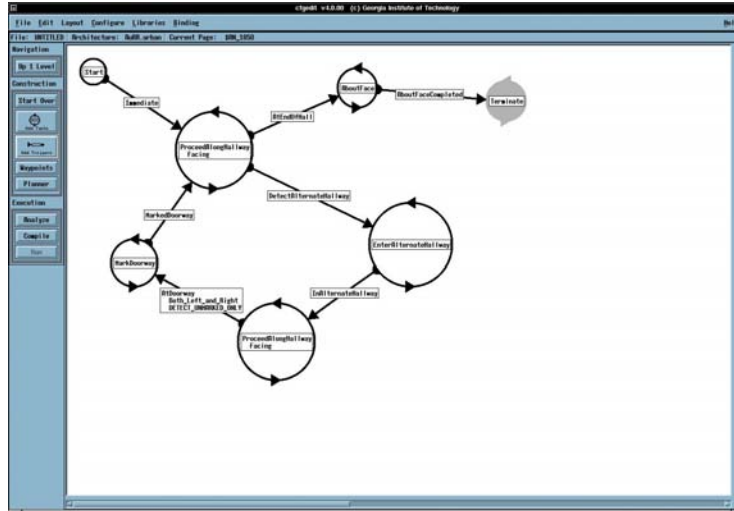 cfgedit v4.0.00 (c) Georgia Institute of Technology
File Edit Layout Configure Libraries Binding
File: UNTITLED Architecture: AuRA.urban Current Page:
Navigation
Up 1 Level
Construction
Start Over
Add Tasks
Add Triggers
Waypoints
Planner
Execution
Analyze
Compile
Run
Start
Immediate
ProceedAlongHallway
Facing
AtEndOfHall
AboutFace
AboutFaceCompleted
Terminate
DetectAlternateHallway
EnterAlternateHallway
InAlternateHallway
ProceedAlongHallway
Facing
AtDoorway
Both_Left_and_Right
DETECT_UNMARKED_ONLY
MarkDoorway
MarkedDoorway